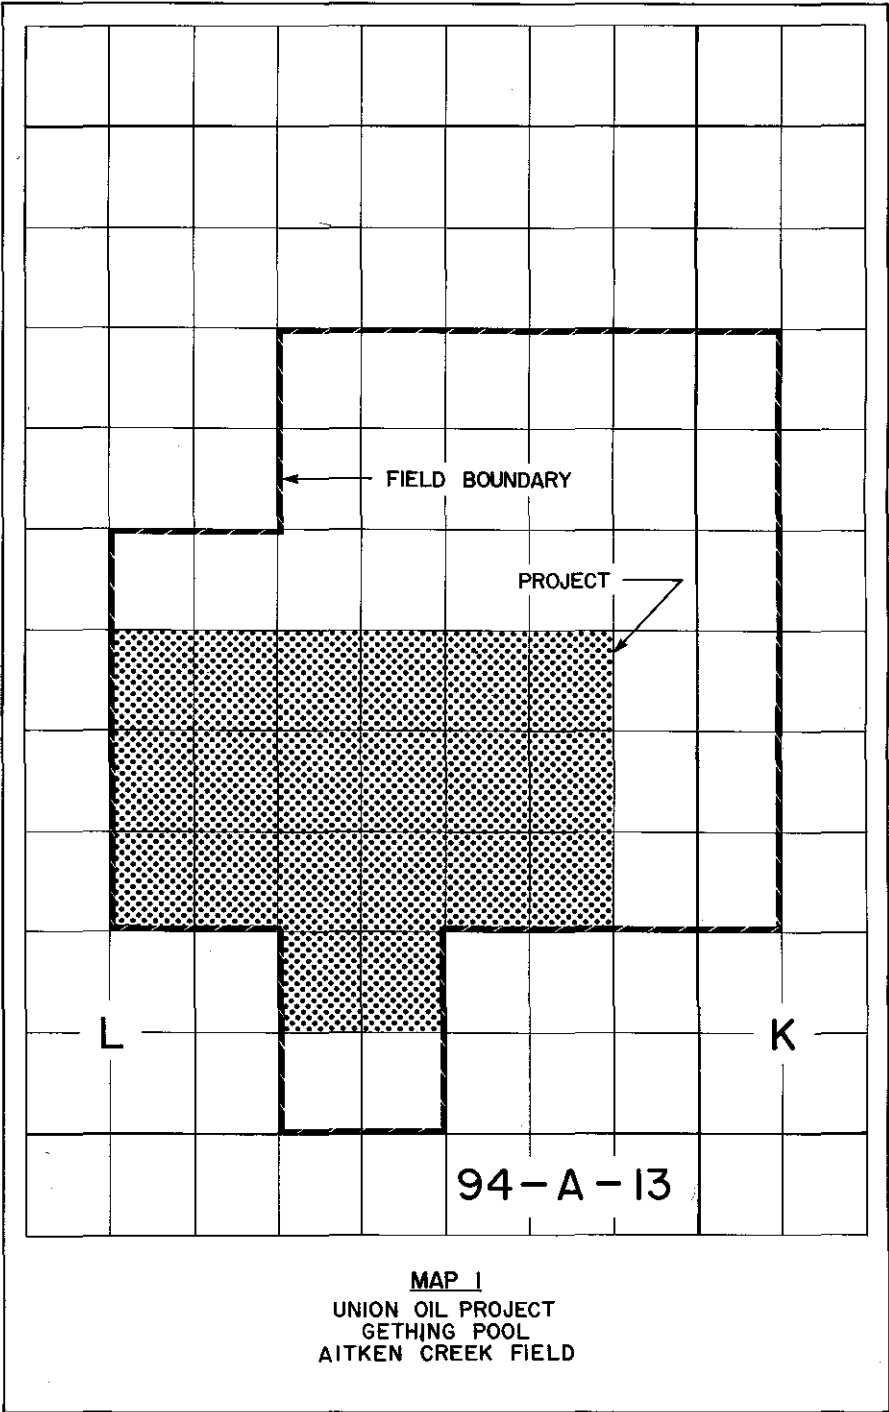 FIELD BOUNDARY
PROJECT
L
K
94-A-13
MAP 1
UNION OIL PROJECT
GETHING POOL
AITKEN CREEK FIELD